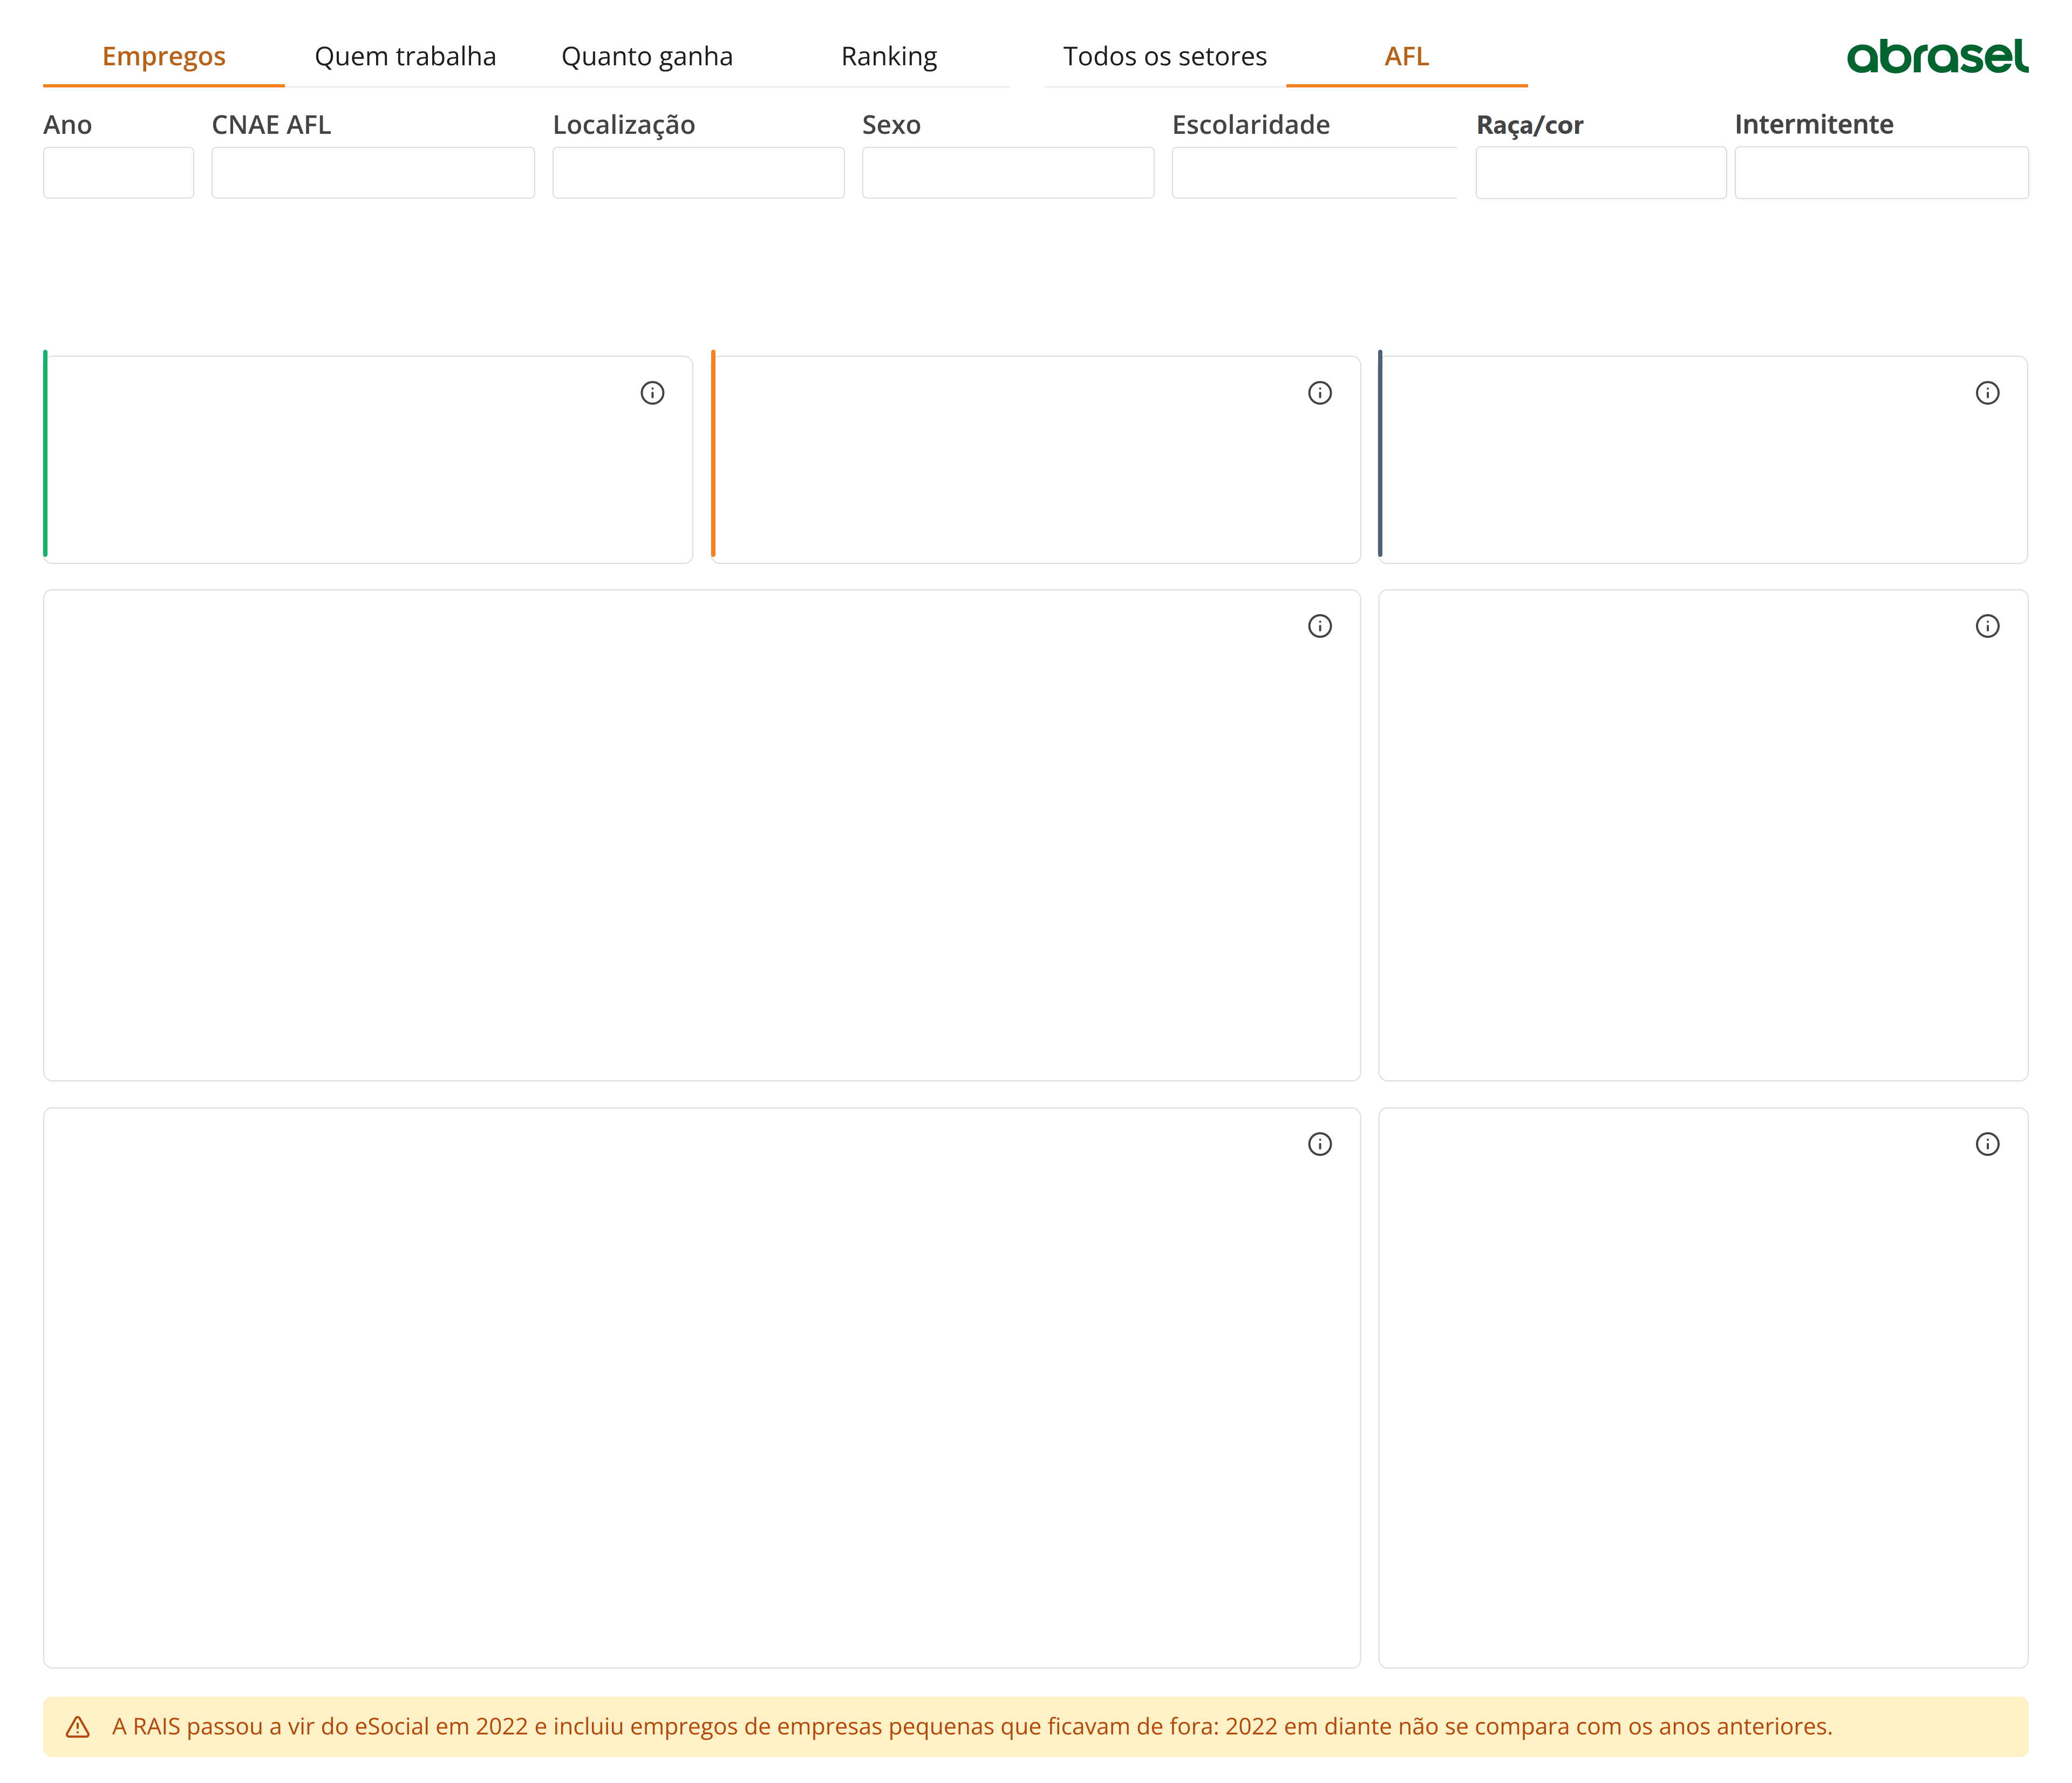 Empregos Quem trabalha Quanto ganha Ranking Todos os setores AFL abrasel
Ano CNAE AFL Localização Sexo Escolaridade Raça/cor Intermitente
A RAIS passou a vir do eSocial em 2022 e incluiu empregos de empresas pequenas que ficavam de fora: 2022 em diante não se compara com os anos anteriores.